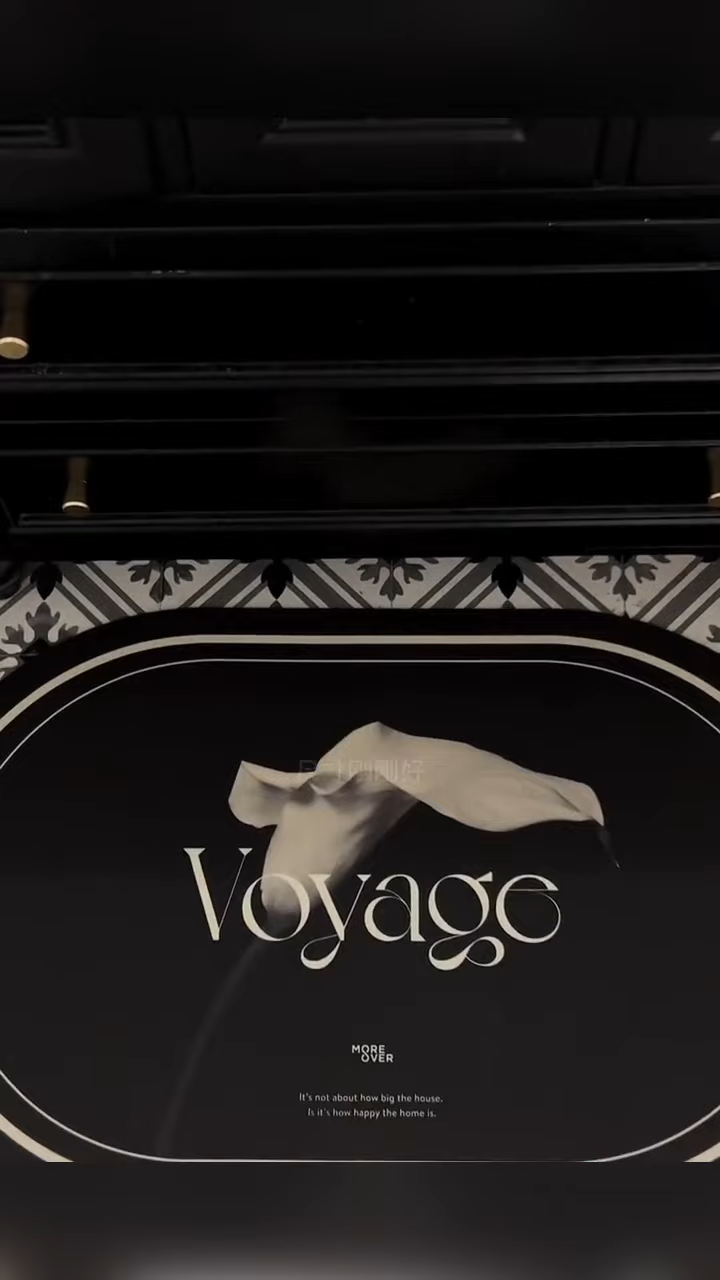 Voyage
MORE
OVER
It's not about how big the house.
Is it's how happy the home is.